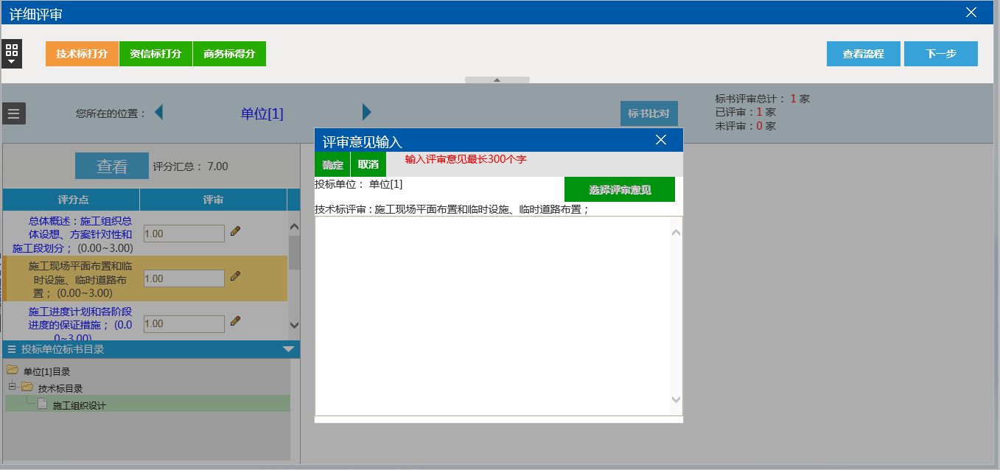 详细评审
技术标打分 资信标打分 商务标得分 查看流程 下一步
您所在的位置： 单位[1] 标书比对
标书评审总计： 1 家
已评审：1 家
未评审：0 家
查看 评分汇总： 7.00
评分点 评审
总体概述：施工组织总
体设想、方案针对性和
施工段划分； (0.00~3.00)
1.00
施工现场平面布置和临
时设施、临时道路布
置； (0.00~3.00)
1.00
施工进度计划和各阶段
进度的保证措施； (0.0
0~3.00)
1.00
投标单位标书目录
单位[1]目录
技术标目录
施工组织设计
评审意见输入
确定 取消 输入评审意见最长300个字
投标单位： 单位[1] 选择评审意见
技术标评审：施工现场平面布置和临时设施、临时道路布置；